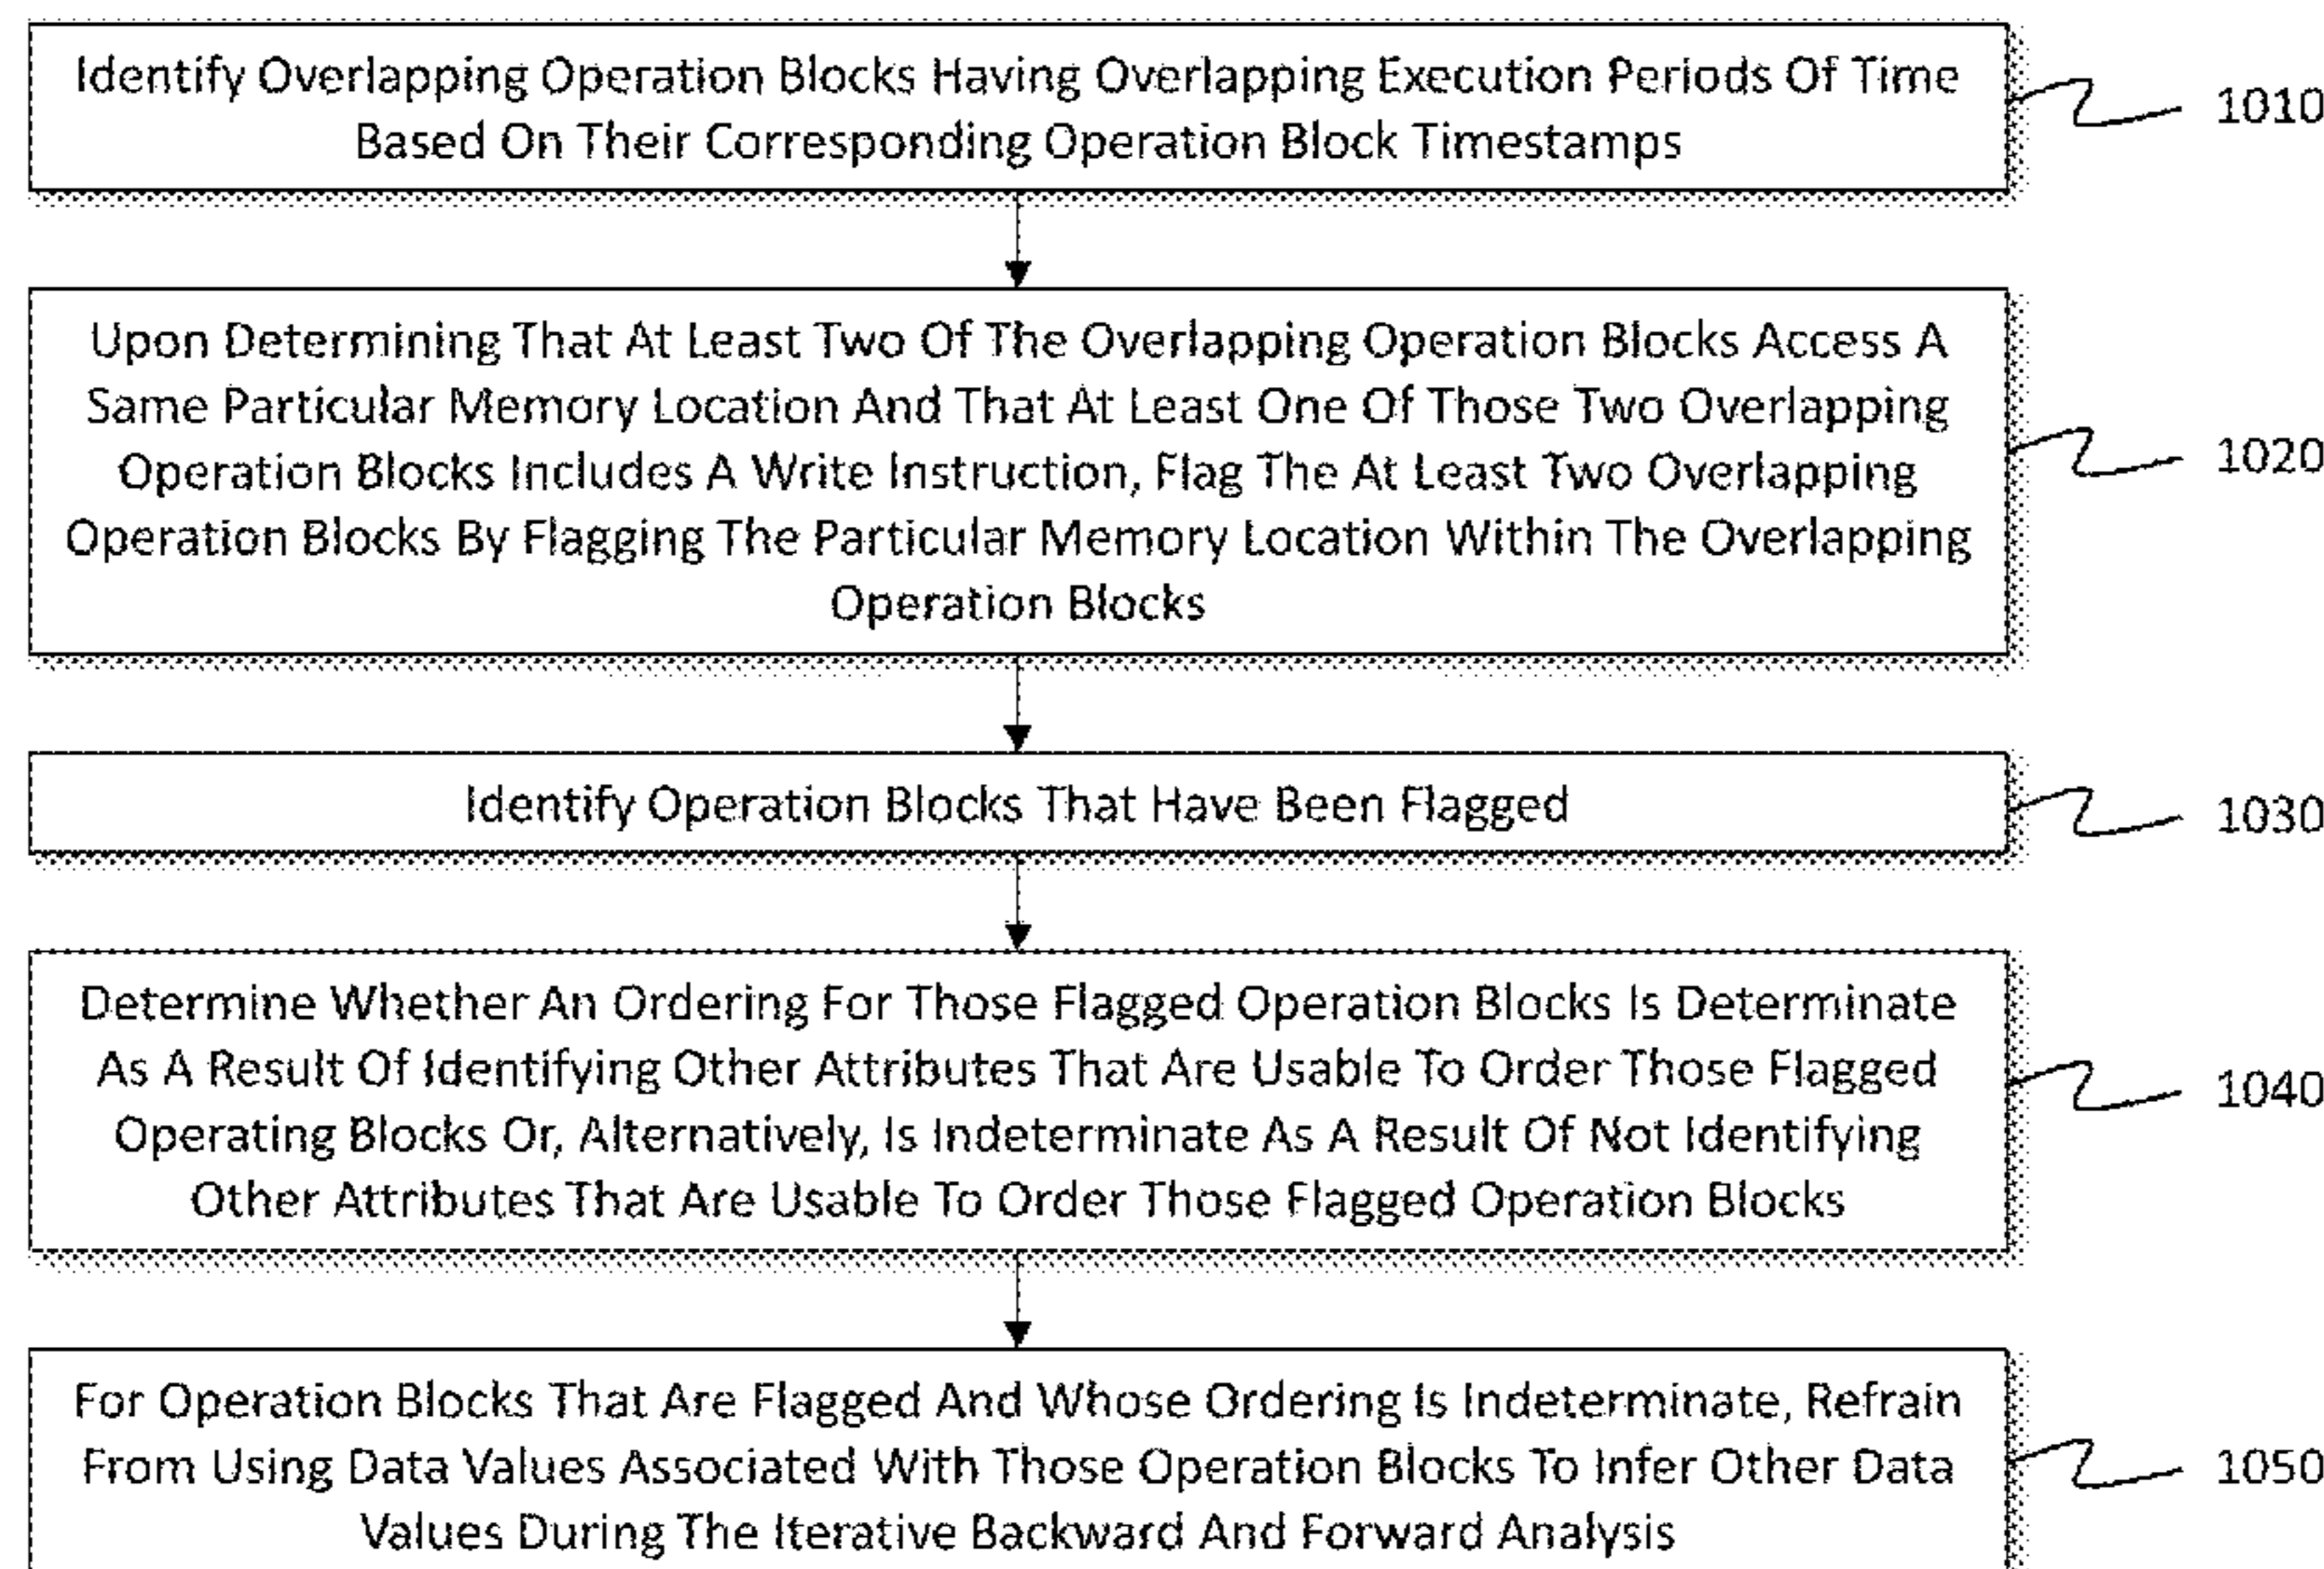 Identify Overlapping Operation Blocks Having Overlapping Execution Periods Of Time
Based On Their Corresponding Operation Block Timestamps
1010
Upon Determining That At Least Two Of The Overlapping Operation Blocks Access A
Same Particular Memory Location And That At Least One Of Those Two Overlapping
Operation Blocks Includes A Write Instruction, Flag The At Least Two Overlapping
Operation Blocks By Flagging The Particular Memory Location Within The Overlapping
Operation Blocks
1020
Identify Operation Blocks That Have Been Flagged
1030
Determine Whether An Ordering For Those Flagged Operation Blocks Is Determinate
As A Result Of Identifying Other Attributes That Are Usable To Order Those Flagged
Operating Blocks Or, Alternatively, Is Indeterminate As A Result Of Not Identifying
Other Attributes That Are Usable To Order Those Flagged Operation Blocks
1040
For Operation Blocks That Are Flagged And Whose Ordering Is Indeterminate, Refrain
From Using Data Values Associated With Those Operation Blocks To Infer Other Data
Values During The Iterative Backward And Forward Analysis
1050